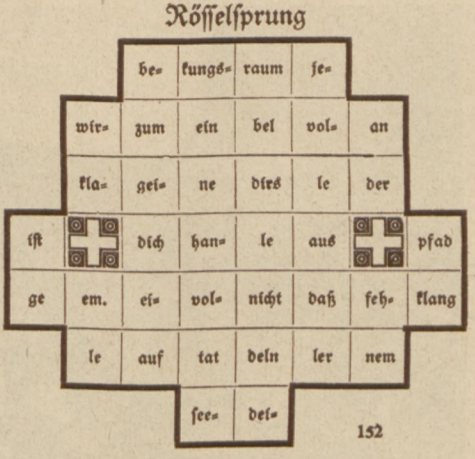 Rösselsprung
be- kungs- raum je-
wir- zum ein bel vol- an
kla- gei- ne dirs le der
ist dich han- le aus pfad
ge em. ei- vol- nicht daß feh- klang
le auf tat deln ler nem
see- dei-
152